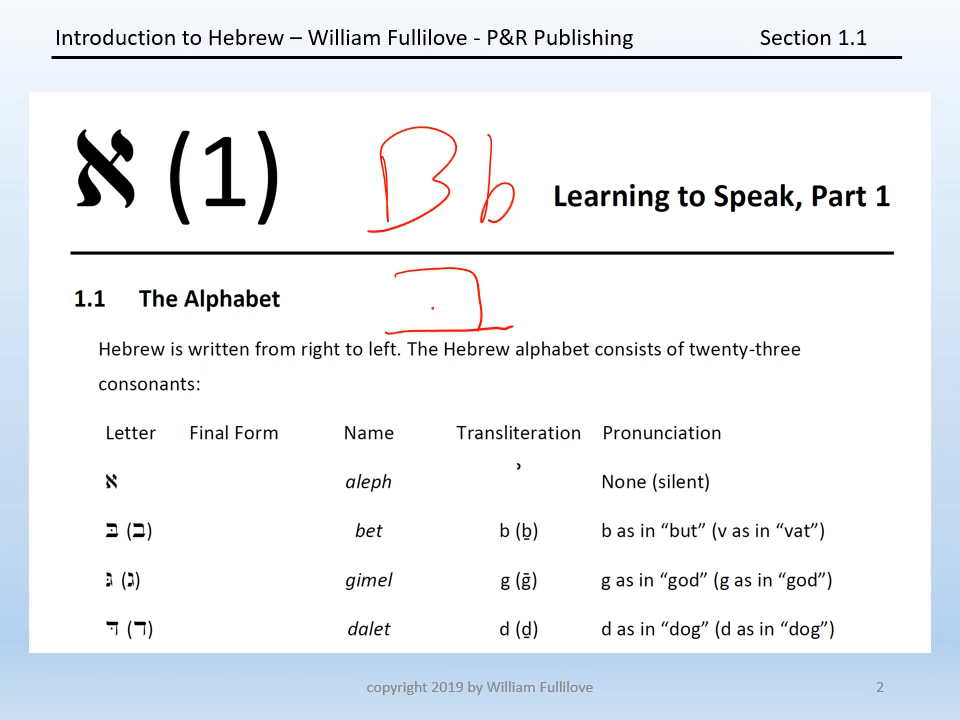 Introduction to Hebrew – William Fullilove - P&R Publishing Section 1.1
א (1) B b Learning to Speak, Part 1
1.1 The Alphabet בּ
Hebrew is written from right to left. The Hebrew alphabet consists of twenty-three
consonants:
Letter Final Form Name Transliteration Pronunciation
א aleph ʾ None (silent)
בּ (ב) bet b (ḇ) b as in “but” (v as in “vat”)
גּ (ג) gimel g (ḡ) g as in “god” (g as in “god”)
דּ (ד) dalet d (ḏ) d as in “dog” (d as in “dog”)
copyright 2019 by William Fullilove 2